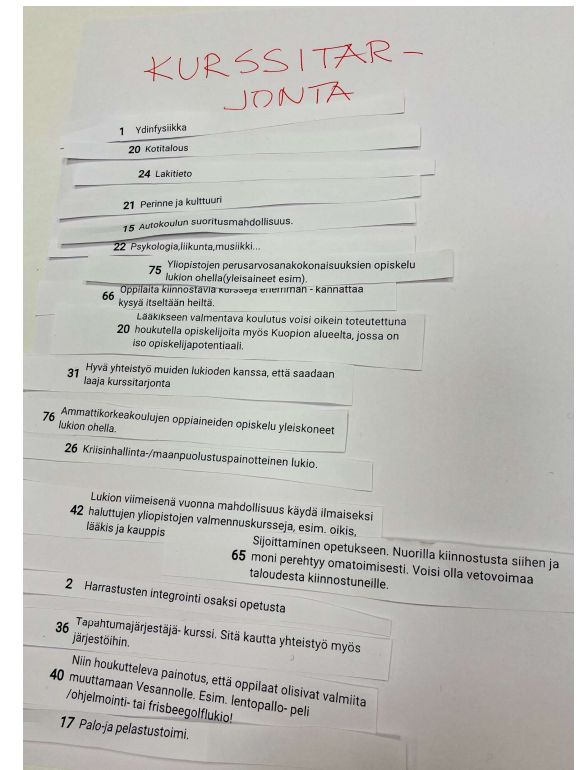 KURSSITAR-
JONTA
1 Ydinfysiikka
20 Kotitalous
24 Lakitieto
21 Perinne ja kulttuuri
15 Autokoulun suoritusmahdollisuus.
22 Psykologia,liikunta,musiikki...
75 Yliopistojen perusarvosanakokonaisuuksien opiskelu
lukion ohella(yleisaineet esim).
66 Oppilaita kiinnostavia kursseja enemmän - kannattaa
kysyä itseltään heiltä.
Lääkikseen valmentava koulutus voisi oikein toteutettuna
20 houkutella opiskelijoita myös Kuopion alueelta, jossa on
iso opiskelijapotentiaali.
31 Hyvä yhteistyö muiden lukioden kanssa, että saadaan
laaja kurssitarjonta
76 Ammattikorkeakoulujen oppiaineiden opiskelu yleiskoneet
lukion ohella.
26 Kriisinhallinta-/maanpuolustuspainotteinen lukio.
Lukion viimeisenä vuonna mahdollisuus käydä ilmaiseksi
42 haluttujen yliopistojen valmennuskursseja, esim. oikis,
lääkis ja kauppis
Sijoittaminen opetukseen. Nuorilla kiinnostusta siihen ja
65 moni perehtyy omatoimisesti. Voisi olla vetovoimaa
taloudesta kiinnostuneille.
2 Harrastusten integrointi osaksi opetusta
36 Tapahtumajärjestäjä- kurssi. Sitä kautta yhteistyö myös
järjestöihin.
Niin houkutteleva painotus, että oppilaat olisivat valmiita
40 muuttamaan Vesannolle. Esim. lentopallo- peli
/ohjelmointi- tai frisbeegolflukio!
17 Palo-ja pelastustoimi.